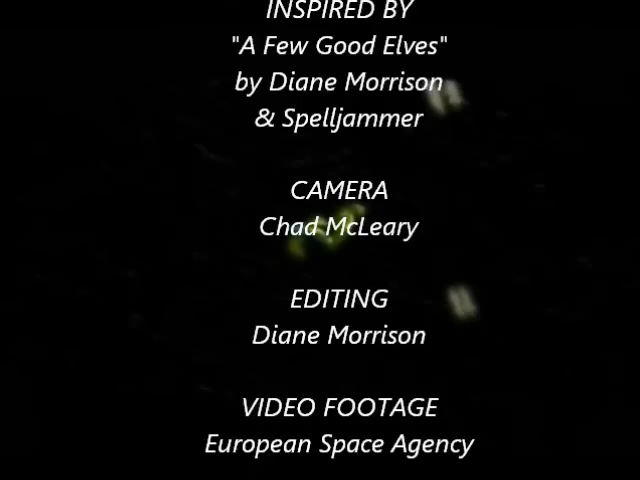 INSPIRED BY
"A Few Good Elves"
by Diane Morrison
& Spelljammer
CAMERA
Chad McLeary
EDITING
Diane Morrison
VIDEO FOOTAGE
European Space Agency